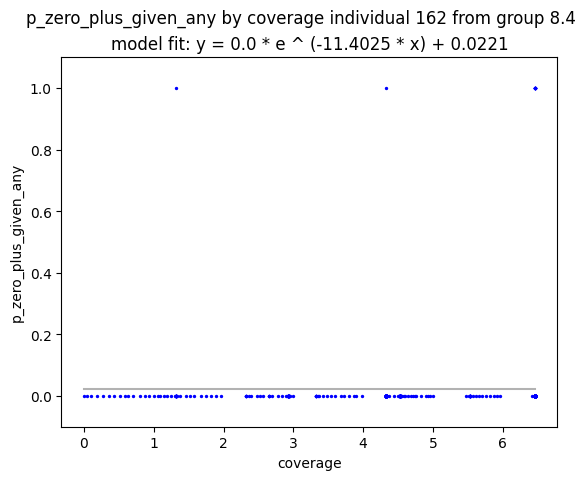 p_zero_plus_given_any by coverage individual 162 from group 8.4
model fit: y = 0.0 * e ^ (-11.4025 * x) + 0.0221
1.0
0.8
0.6
0.4
0.2
0.0
p_zero_plus_given_any
0 1 2 3 4 5 6
coverage